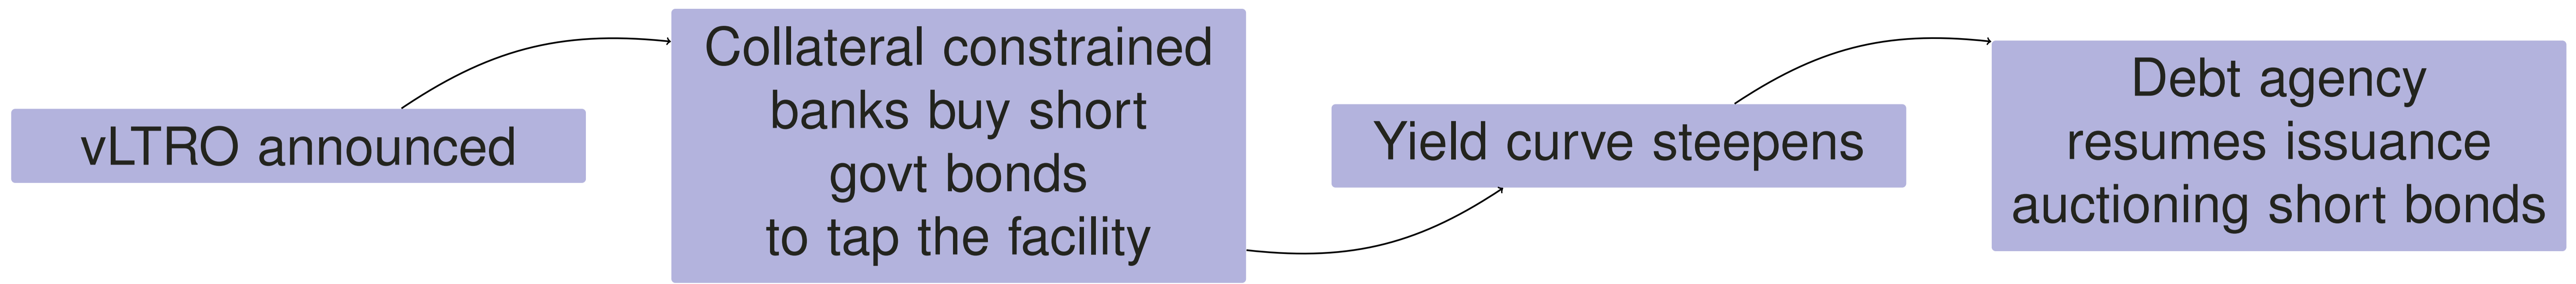 vLTRO announced
Collateral constrained
banks buy short
govt bonds
to tap the facility
Yield curve steepens
Debt agency
resumes issuance
auctioning short bonds